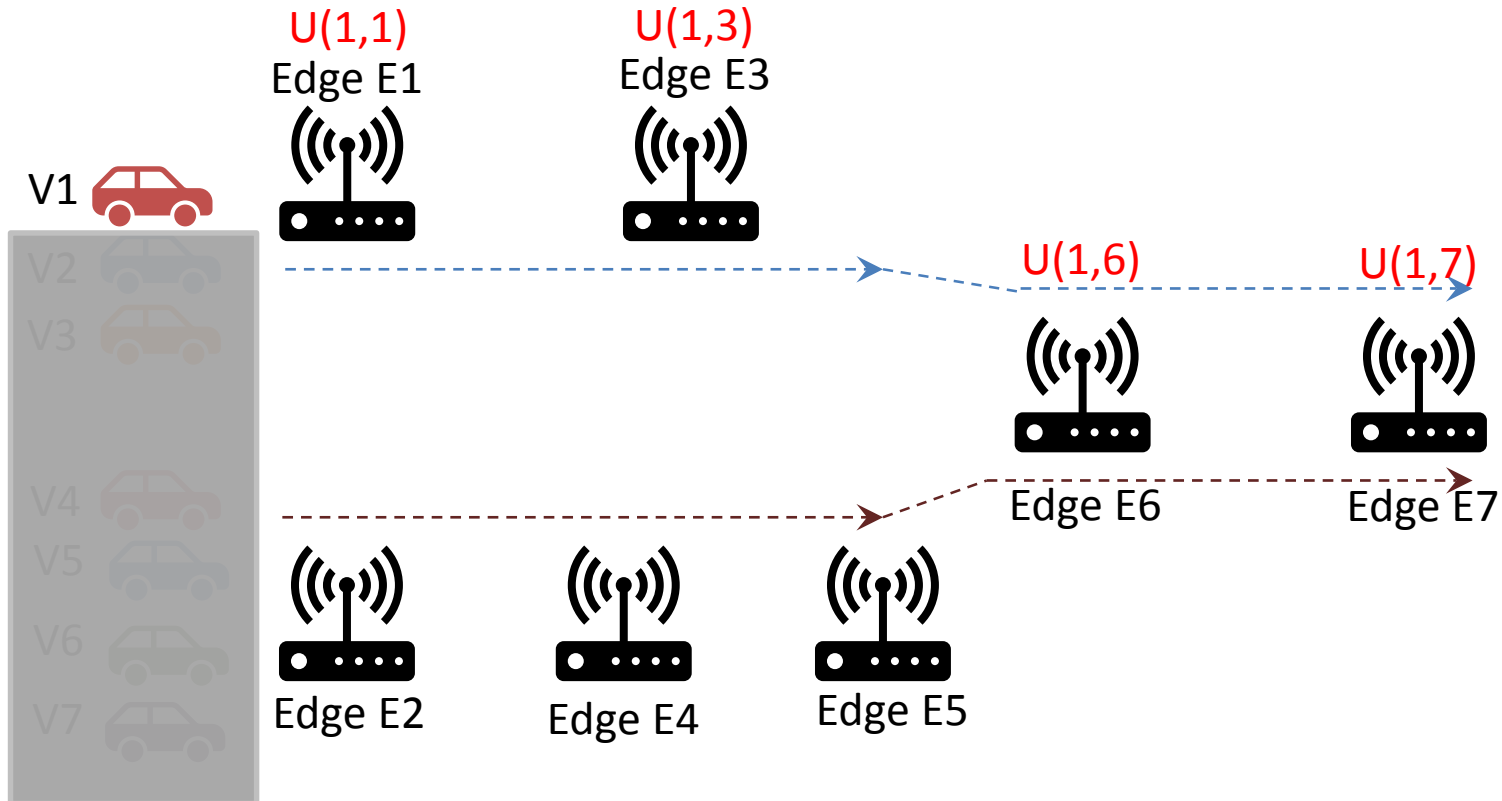 U(1,1)
Edge E1
U(1,3)
Edge E3
V1
V2
V3
U(1,6)
U(1,7)
Edge E6
Edge E7
V4
V5
V6
V7
Edge E2
Edge E4
Edge E5